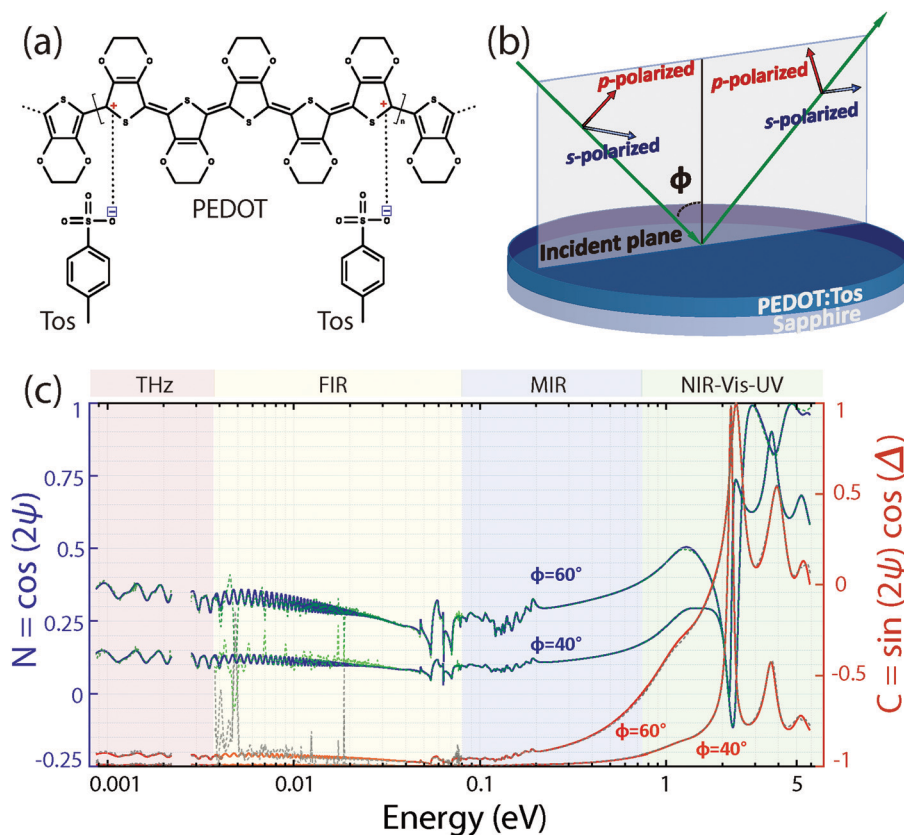 (a)
O O O O O O
S + S S S + S
n
S S S
O O O O O O
PEDOT
O O
O S O − O S O −
O O
Tos Tos
(b)
p-polarized p-polarized
s-polarized s-polarized
ϕ
Incident plane
PEDOT:Tos
Sapphire
(c)
THz FIR MIR NIR-Vis-UV
N = cos (2ψ)
1
0.75
0.5
0.25
0
-0.25
ϕ=60°
ϕ=40°
ϕ=60°
ϕ=40°
1
0.5
0
-0.5
-1
C = sin (2ψ) cos (Δ)
0.001 0.01 0.1 1 5
Energy (eV)